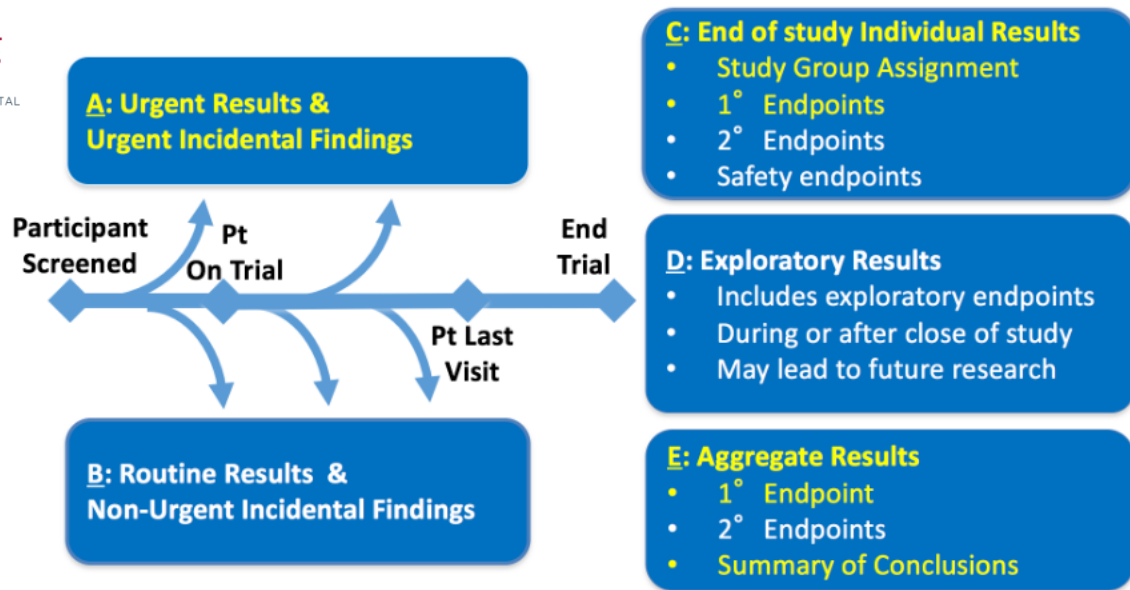 TAL
A: Urgent Results &
Urgent Incidental Findings
Participant
Screened
Pt
On Trial
End
Trial
Pt Last
Visit
B: Routine Results &
Non-Urgent Incidental Findings
C: End of study Individual Results
• Study Group Assignment
• 1° Endpoints
• 2° Endpoints
• Safety endpoints
D: Exploratory Results
• Includes exploratory endpoints
• During or after close of study
• May lead to future research
E: Aggregate Results
• 1° Endpoint
• 2° Endpoints
• Summary of Conclusions